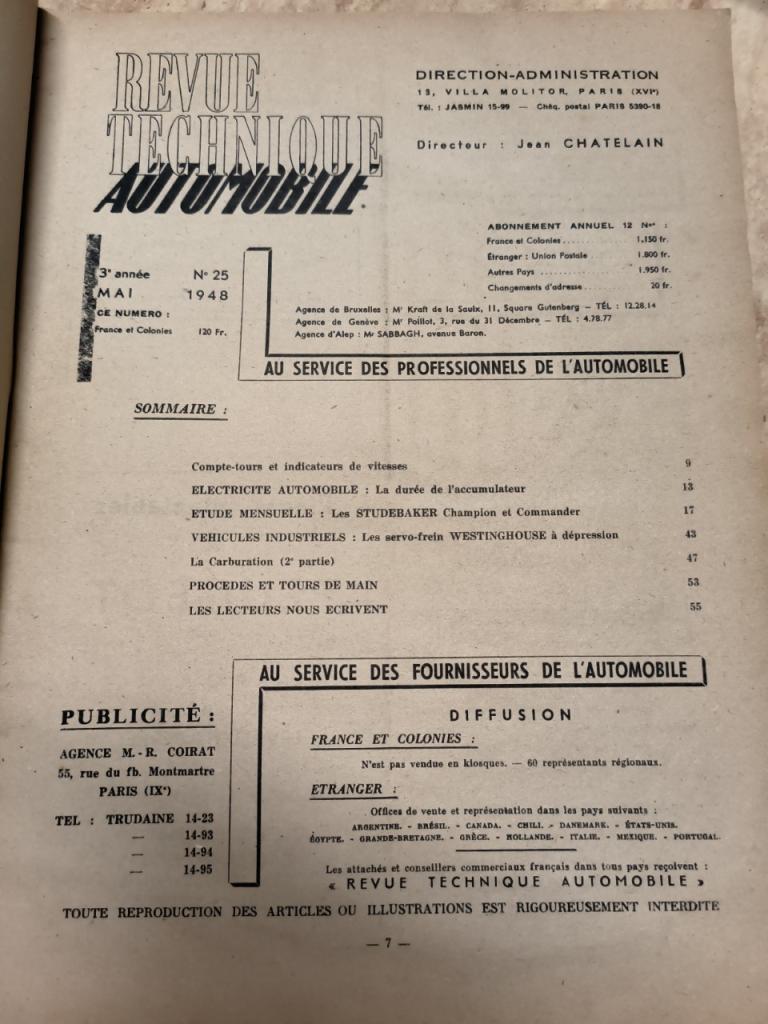 REVUE
TECHNIQUE
AUTOMOBILE
DIRECTION-ADMINISTRATION
13, VILLA MOLITOR, PARIS (XVIe)
Tél. : JASMIN 15-99 — Chèq. postal PARIS 5390-18
Directeur : Jean CHATELAIN
ABONNEMENT ANNUEL 12 Nos :
France et Colonies ............ 1.150 fr.
Étranger : Union Postale ....... 1.800 fr.
Autres Pays .................. 1.950 fr.
Changements d'adresse ......... 20 fr.
3e année No 25
MAI 1948
CE NUMERO :
France et Colonies 120 Fr.
Agence de Bruxelles : Mr Kraft de la Saulx, 11, Square Gutenberg — TÉL : 12.28.14
Agence de Genève : Mr Poillot, 3, rue du 31 Décembre — TÉL : 4.78.77
Agence d'Alep : Mr SABBAGH, avenue Baron.
AU SERVICE DES PROFESSIONNELS DE L'AUTOMOBILE
SOMMAIRE :
Compte-tours et indicateurs de vitesses 9
ELECTRICITE AUTOMOBILE : La durée de l'accumulateur 13
ETUDE MENSUELLE : Les STUDEBAKER Champion et Commander 17
VEHICULES INDUSTRIELS : Les servo-frein WESTINGHOUSE à dépression 43
La Carburation (2e partie) 47
PROCEDES ET TOURS DE MAIN 53
LES LECTEURS NOUS ECRIVENT 55
AU SERVICE DES FOURNISSEURS DE L'AUTOMOBILE
PUBLICITÉ :
AGENCE M.-R. COIRAT
55, rue du fb. Montmartre
PARIS (IXe)
TEL : TRUDAINE 14-23
— 14-93
— 14-94
— 14-95
DIFFUSION
FRANCE ET COLONIES :
N'est pas vendue en kiosques. — 60 représentants régionaux.
ETRANGER :
Offices de vente et représentation dans les pays suivants :
ARGENTINE. - BRÉSIL. - CANADA. - CHILI. - DANEMARK. - ÉTATS-UNIS.
ÉGYPTE. - GRANDE-BRETAGNE. - GRÈCE. - HOLLANDE. - ITALIE. - MEXIQUE. - PORTUGAL.
Les attachés et conseillers commerciaux français dans tous pays reçoivent :
« REVUE TECHNIQUE AUTOMOBILE »
TOUTE REPRODUCTION DES ARTICLES OU ILLUSTRATIONS EST RIGOUREUSEMENT INTERDITE
— 7 —